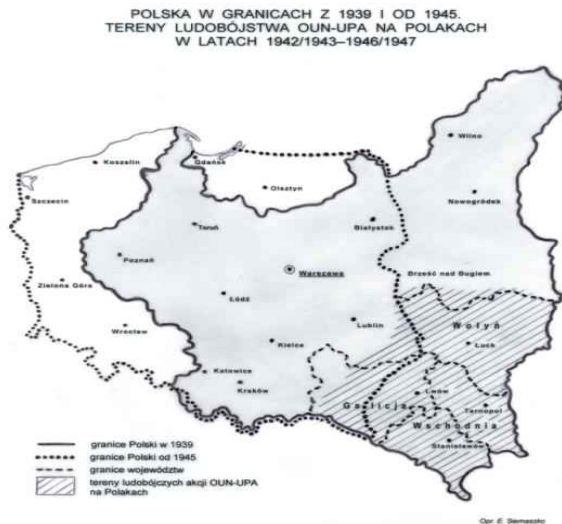 POLSKA W GRANICACH Z 1939 I OD 1945.
TERENY LUDOBÓJSTWA OUN-UPA NA POLAKACH
W LATACH 1942/1943–1946/1947
Wilno
Koszalin
Gdańsk
Olsztyn
Nowogródek
Szczecin
Toruń
Białystok
Poznań
Warszawa
Brześć nad Bugiem
Zielona Góra
Łódź
Wołyń
Lublin
Wrocław
Łuck
Kielce
Katowice
Kraków
Lwów
Galicja
Tarnopol
Wschodnia
Stanisławów
granice Polski w 1939
granice Polski od 1945
granice województw
tereny ludobójczych akcji OUN-UPA
na Polakach
Opr. E. Siemaszko